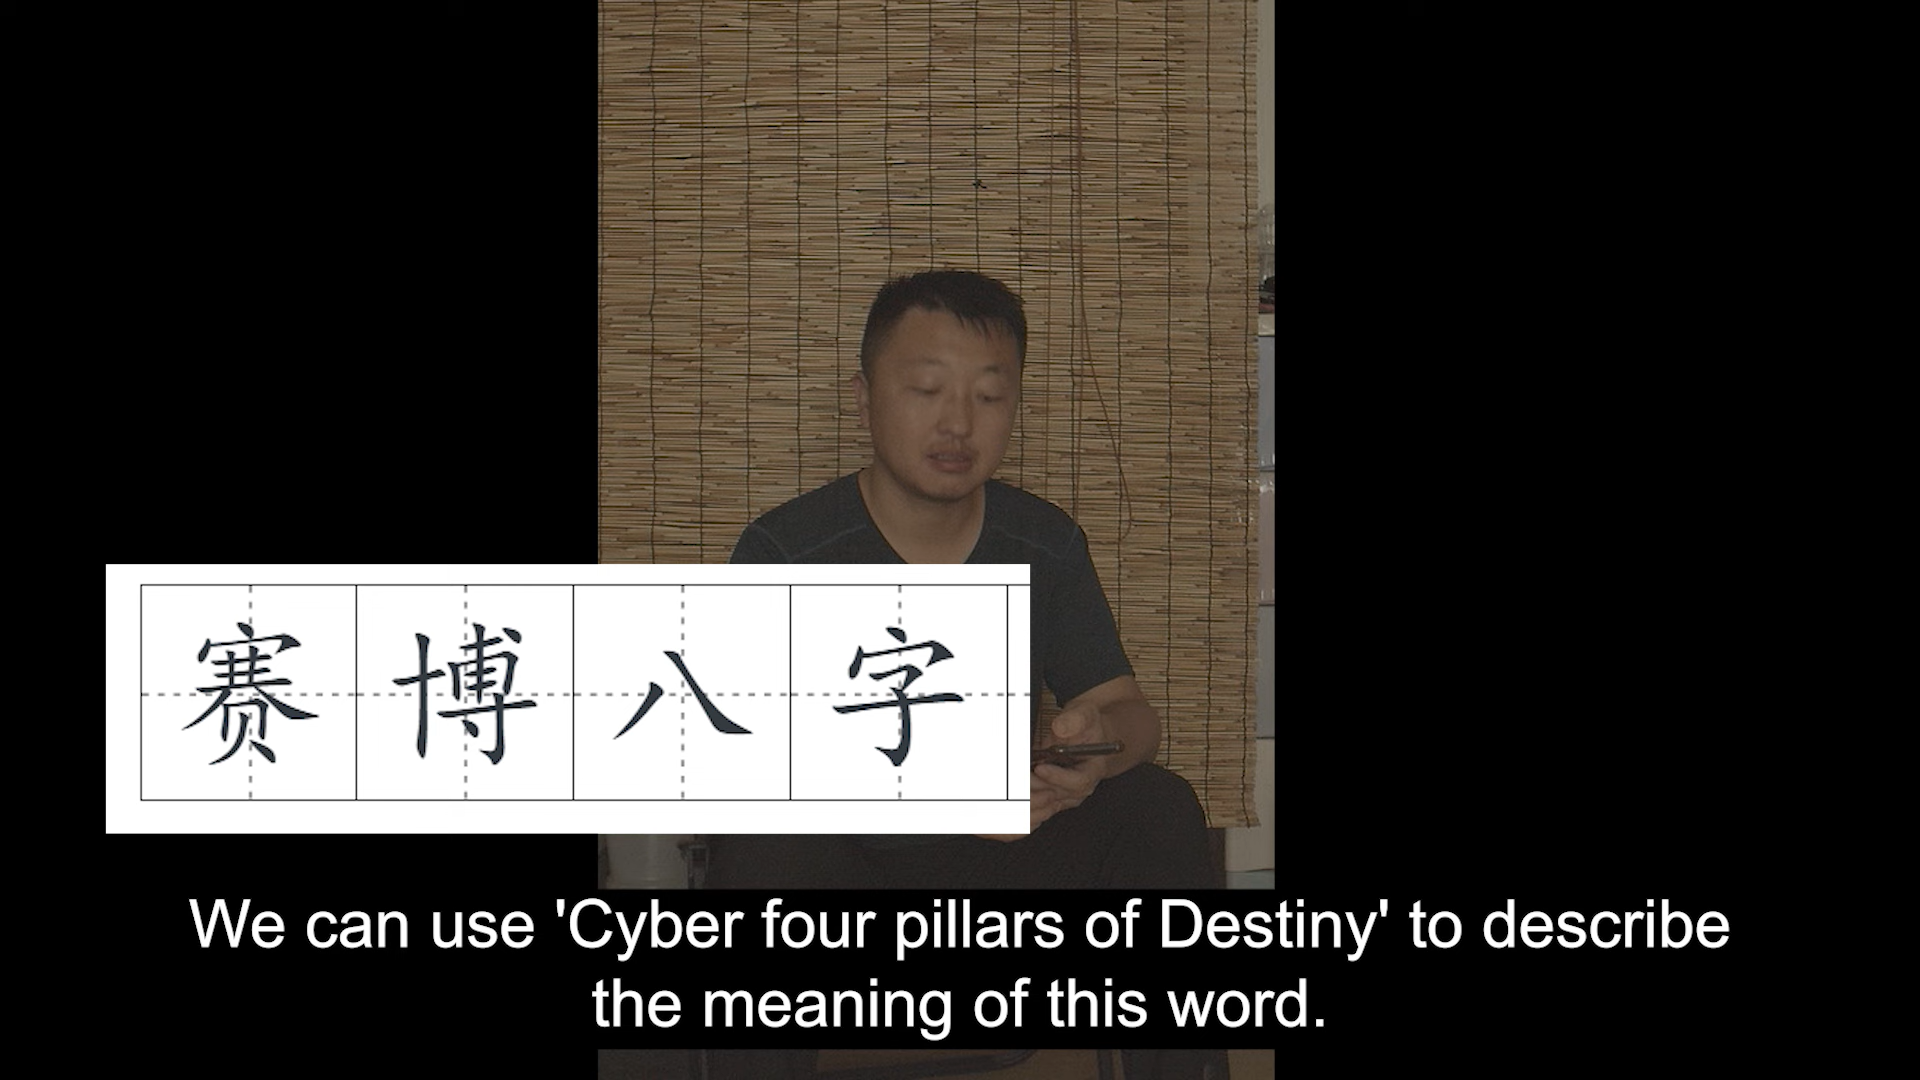 赛博八字
We can use 'Cyber four pillars of Destiny' to describe
the meaning of this word.